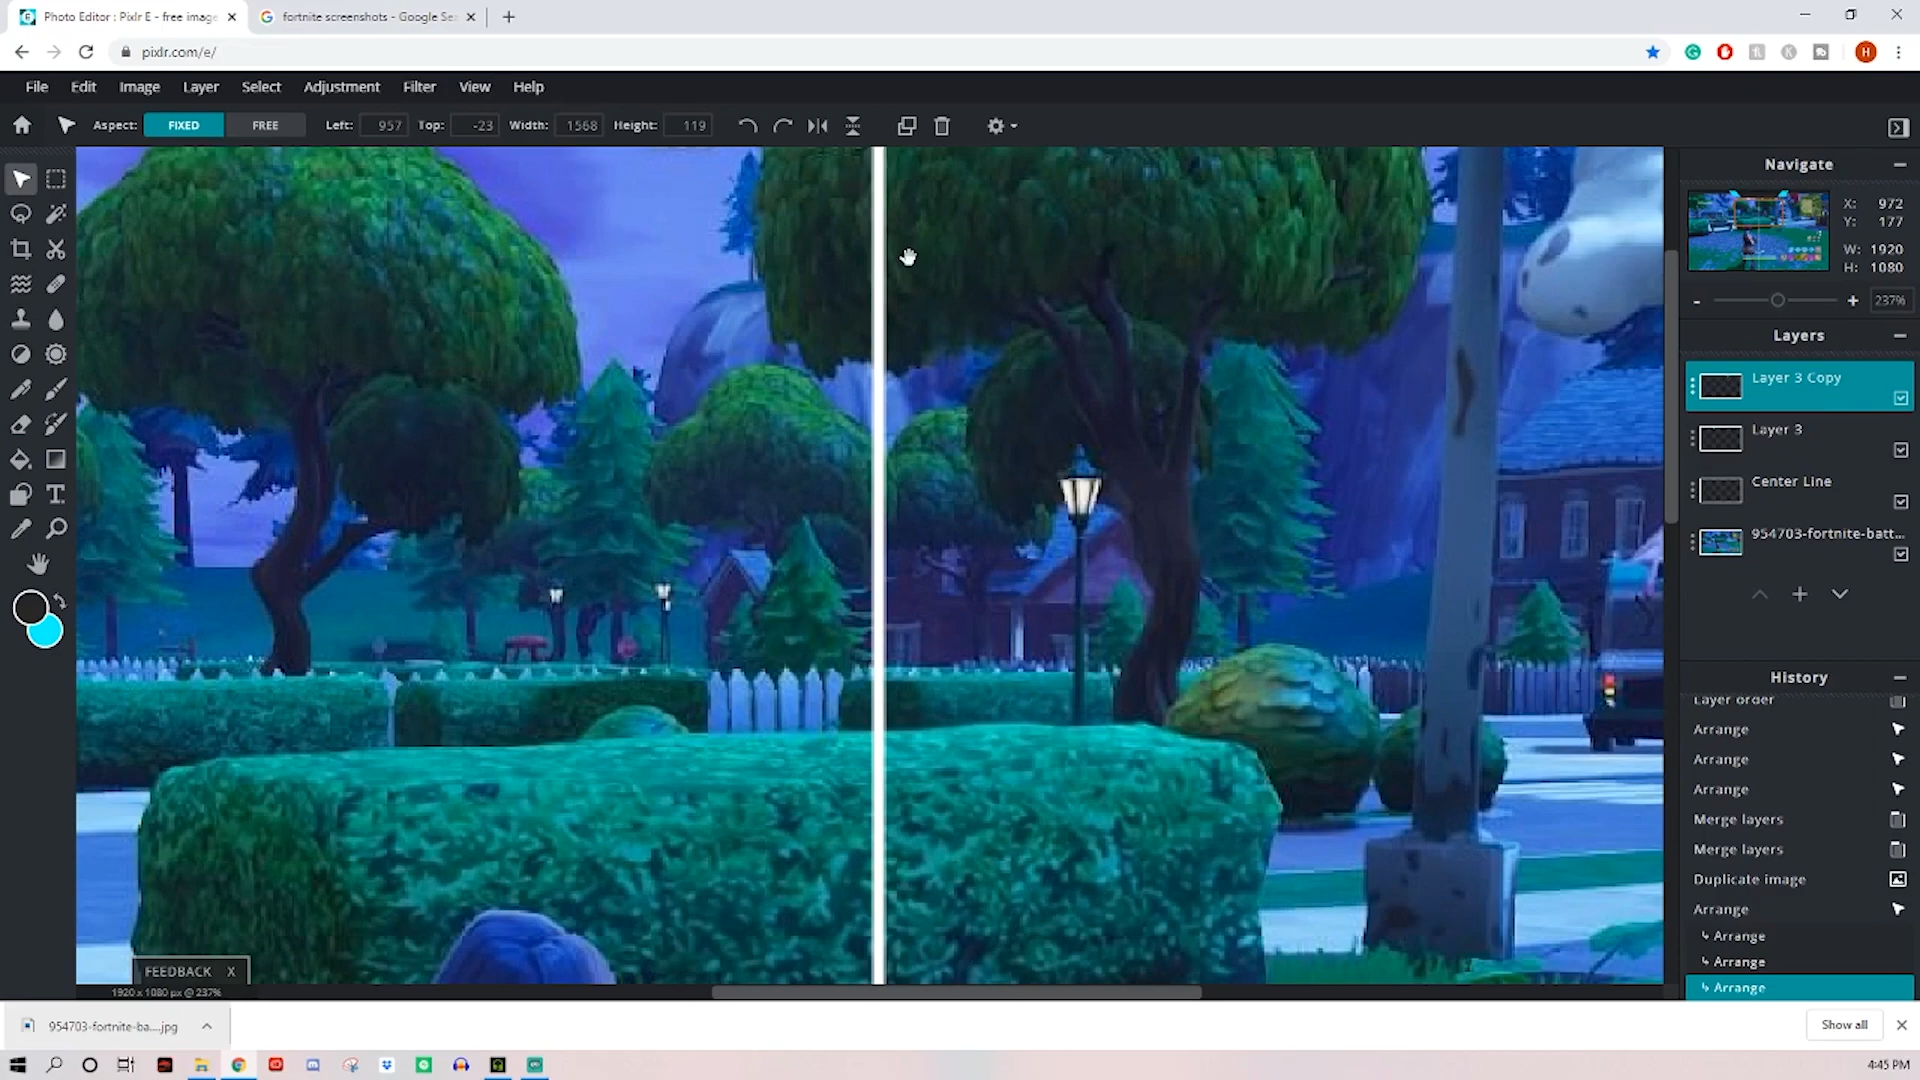 Photo Editor : Pixlr E - free image
fortnite screenshots - Google Se
pixlr.com/e/
File Edit Image Layer Select Adjustment Filter View Help
Aspect: FIXED FREE Left: 957 Top: -23 Width: 1568 Height: 119
Navigate
X: 972
Y: 177
W: 1920
H: 1080
237%
Layers
Layer 3 Copy
Layer 3
Center Line
954703-fortnite-batt...
History
Layer order
Arrange
Arrange
Arrange
Merge layers
Merge layers
Duplicate image
Arrange
Arrange
Arrange
Arrange
FEEDBACK X
1920 x 1080 px @ 237%
954703-fortnite-ba....jpg
Show all
4:45 PM